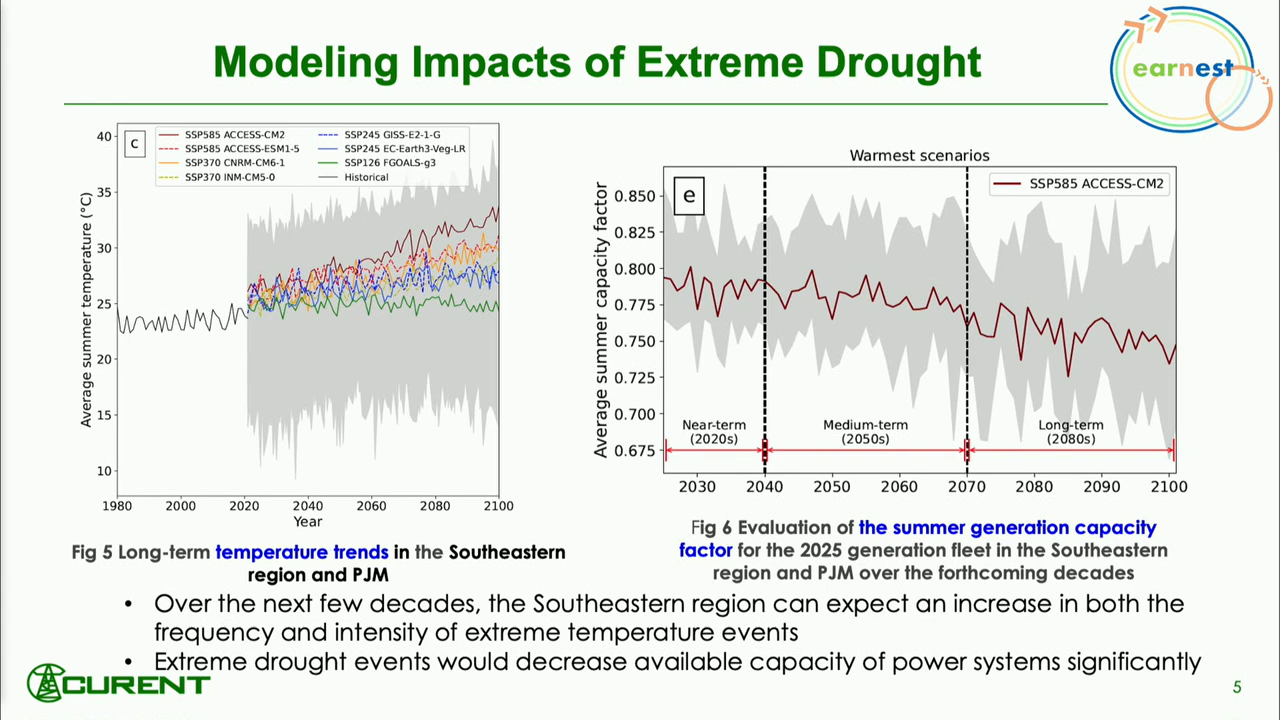 Modeling Impacts of Extreme Drought
earnest
c
SSP585 ACCESS-CM2
SSP585 ACCESS-ESM1-5
SSP370 CNRM-CM6-1
SSP370 INM-CM5-0
SSP245 GISS-E2-1-G
SSP245 EC-Earth3-Veg-LR
SSP126 FGOALS-g3
Historical
Average summer temperature (°C)
40
35
30
25
20
15
10
1980
2000
2020
2040
2060
2080
2100
Year
Fig 5 Long-term temperature trends in the Southeastern
region and PJM
Warmest scenarios
e
SSP585 ACCESS-CM2
Average summer capacity factor
0.850
0.825
0.800
0.775
0.750
0.725
0.700
0.675
Near-term
(2020s)
Medium-term
(2050s)
Long-term
(2080s)
2030
2040
2050
2060
2070
2080
2090
2100
Fig 6 Evaluation of the summer generation capacity
factor for the 2025 generation fleet in the Southeastern
region and PJM over the forthcoming decades
• Over the next few decades, the Southeastern region can expect an increase in both the
frequency and intensity of extreme temperature events
• Extreme drought events would decrease available capacity of power systems significantly
CURENT
5